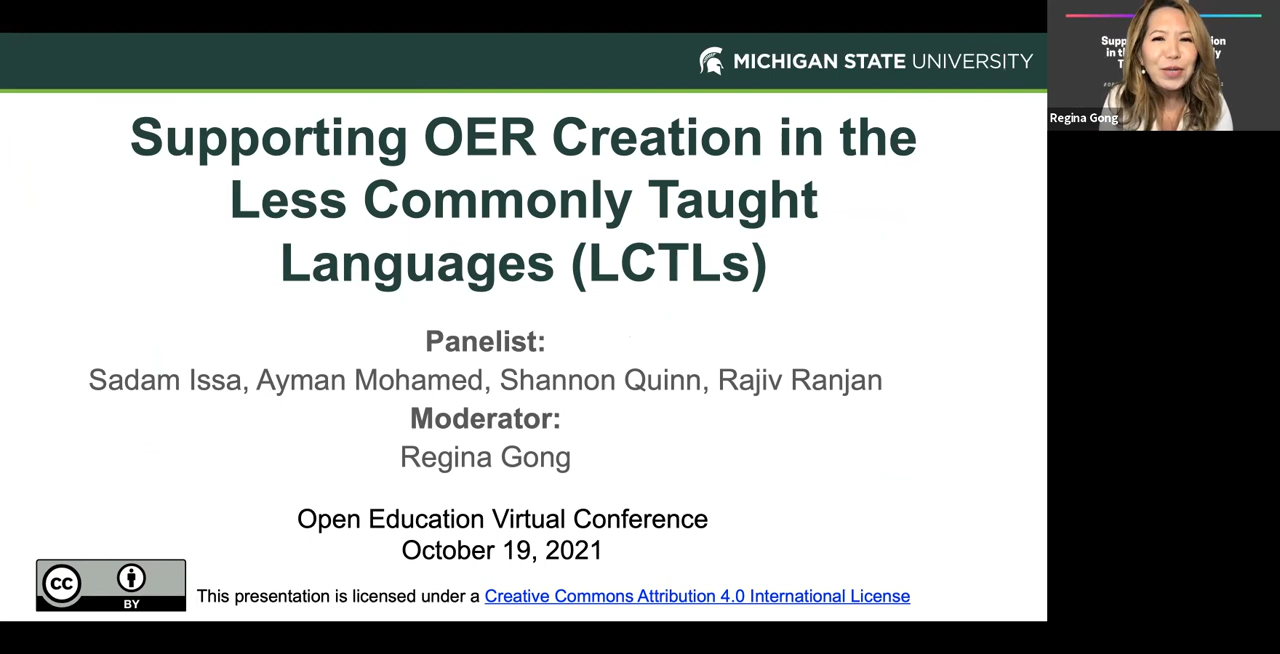 MICHIGAN STATE UNIVERSITY
Supporting OER Creation in the
Less Commonly Taught
Languages (LCTLs)
Panelist:
Sadam Issa, Ayman Mohamed, Shannon Quinn, Rajiv Ranjan
Moderator:
Regina Gong
Open Education Virtual Conference
October 19, 2021
cc
BY
This presentation is licensed under a Creative Commons Attribution 4.0 International License
Regina Gong